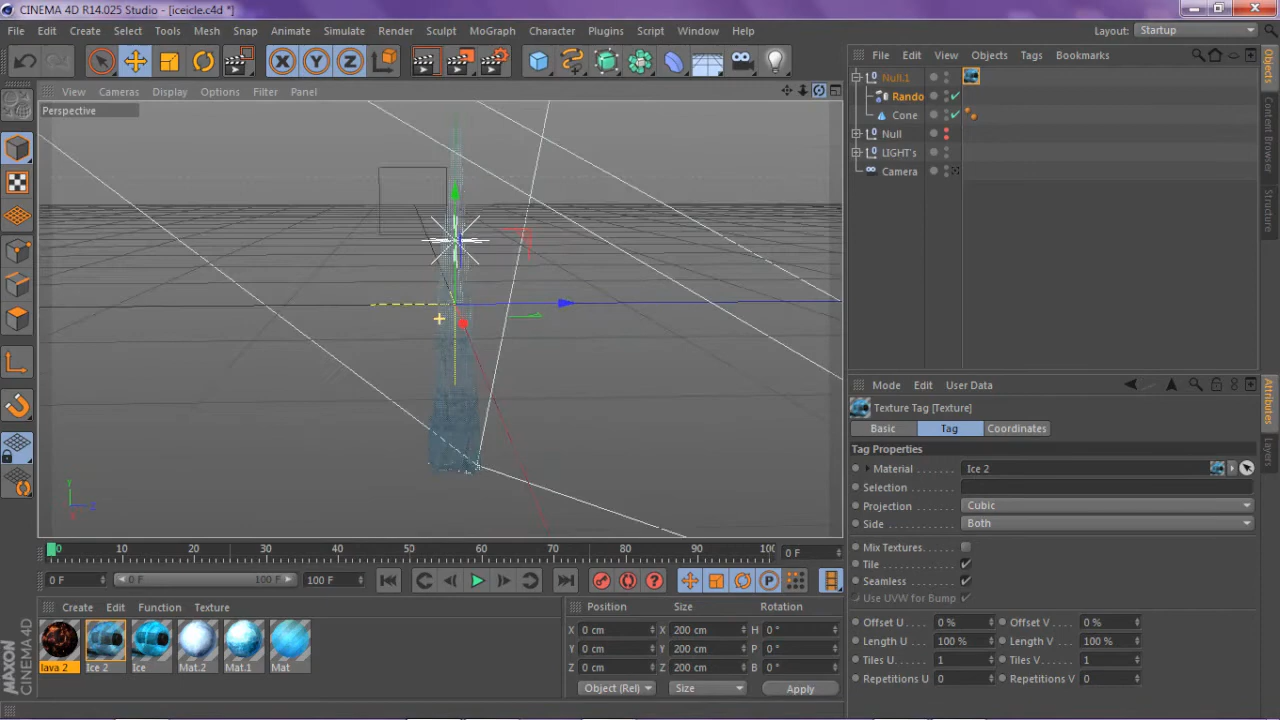 CINEMA 4D R14.025 Studio - [iceicle.c4d *]
File Edit Create Select Tools Mesh Snap Animate Simulate Render Sculpt MoGraph Character Plugins Script Window Help Layout: Startup
File Edit View Objects Tags Bookmarks
View Cameras Display Options Filter Panel
Perspective
Null.1
Rando
Cone
Null
LIGHT's
Camera
Objects
Content Browser
Structure
Mode Edit User Data
Texture Tag [Texture]
Basic Tag Coordinates
Tag Properties
Material Ice 2
Selection
Projection Cubic
Side Both
Mix Textures
Tile
Seamless
Use UVW for Bump
Offset U 0 % Offset V 0 %
Length U 100 % Length V 100 %
Tiles U 1 Tiles V 1
Repetitions U 0 Repetitions V 0
Attributes
Layers
Y
0 10 20 30 40 50 60 70 80 90 100 0 F
0 F 0 F 100 F 100 F
Create Edit Function Texture
lava 2 Ice 2 Ice Mat.2 Mat.1 Mat
Position Size Rotation
X 0 cm X 200 cm H 0 °
Y 0 cm Y 200 cm P 0 °
Z 0 cm Z 200 cm B 0 °
Object (Rel) Size Apply
MAXON
CINEMA 4D